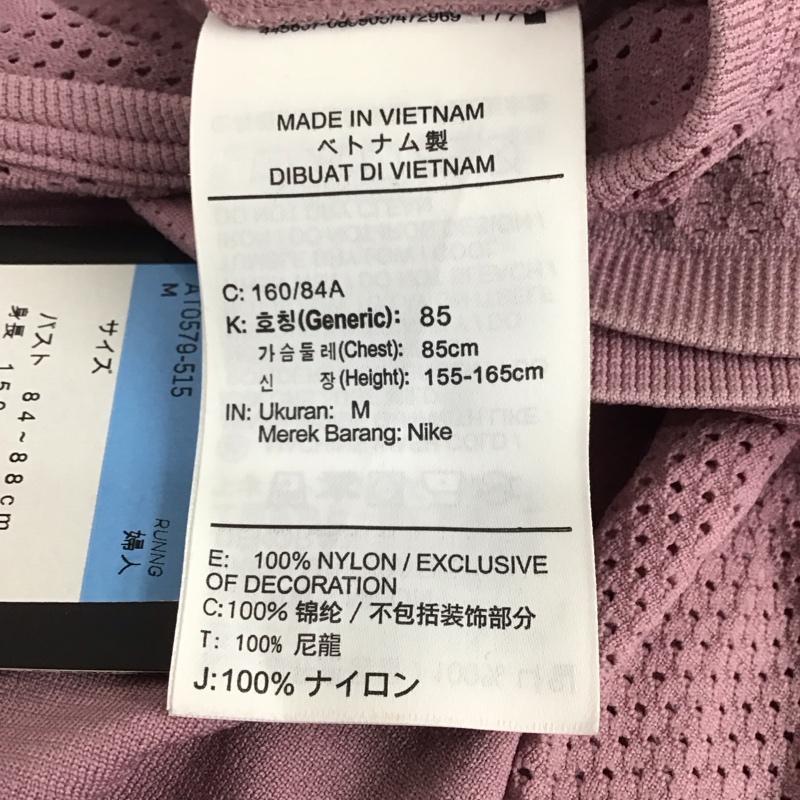 MADE IN VIETNAM
ベトナム製
DIBUAT DI VIETNAM
C: 160/84A
K: 호칭(Generic): 85
가슴둘레(Chest): 85cm
신 장(Height): 155-165cm
IN: Ukuran: M
Merek Barang: Nike
E: 100% NYLON / EXCLUSIVE
OF DECORATION
C:100% 锦纶 / 不包括装饰部分
T: 100% 尼龍
J:100% ナイロン
AT0579-515
M
RUNNG
婦人
サイズ
バスト 84~88cm
身長